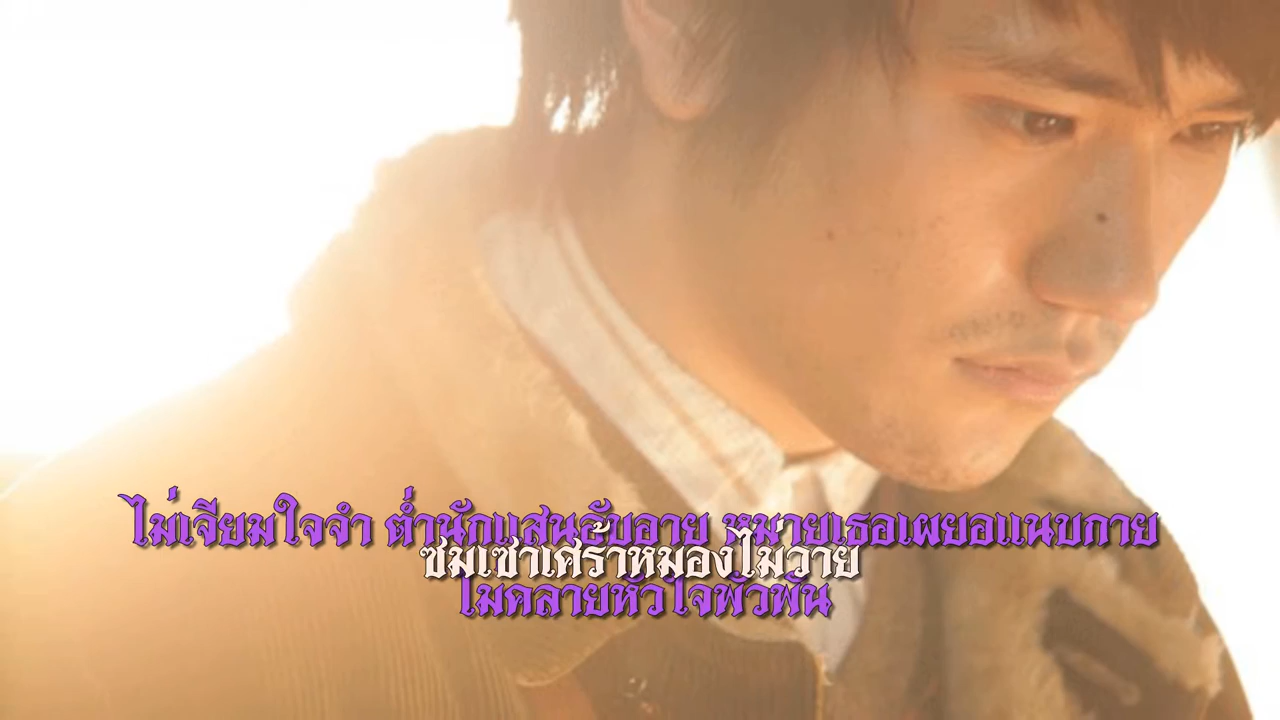 ไม่เจียมใจจำ ต่ำนักแสนอับอาย หมายเธอเผยอแนบกาย
ซมเซาเศร้าหมองไม่วาย
ไม่คลายหัวใจพัวพัน